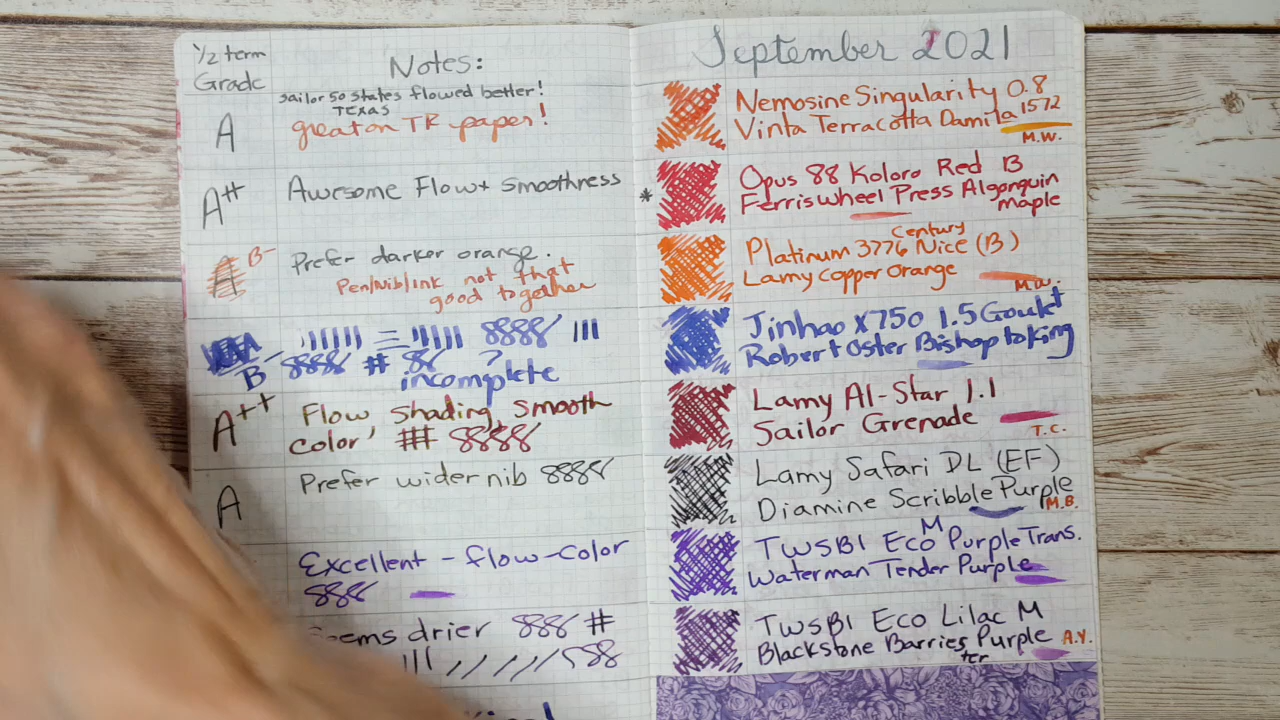 1/2 term
Grade
Notes:
A
Sailor 50 States flowed better!
TEXAS
great on TR paper!
A++
Awesome Flow + smoothness
A B-
Prefer darker orange.
Pen/Nib/Ink not that
good together
8888 III
B- 8888 # 88 ?
incomplete
A++
Flow, shading, smooth
color # 8888
A
Prefer wider nib 8888
Excellent - flow - color
888
seems drier 888 #
September 2021
Nemosine Singularity 0.8
Vinta Terracotta Damila 1572
M.W.
* Opus 88 Koloro Red B
Ferriswheel Press Algonquin
maple
Century
Platinum 3776 Nice (B)
Lamy Copper Orange
M.W.
Jinhao X750 1.5 Goulet
Robert Oster Bishop to King
Lamy Al-Star 1.1
Sailor Grenade
T.C.
Lamy Safari DL (EF)
Diamine Scribble Purple
M.B.
TWSBI Eco M Purple Trans.
Waterman Tender Purple
TWSBI Eco Lilac M
Blackstone Barries Purple
ter
A.Y.